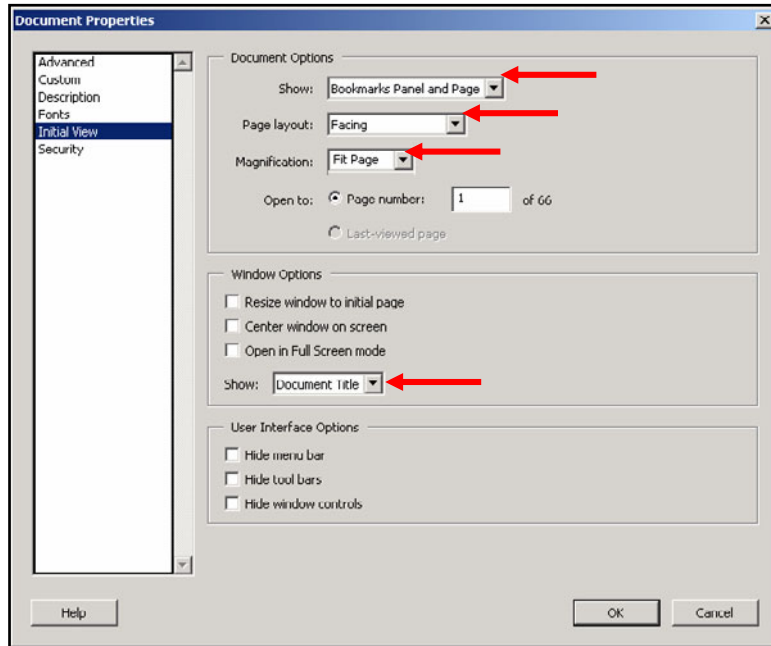 Document Properties
Advanced
Custom
Description
Fonts
Initial View
Security
Document Options
Show: Bookmarks Panel and Page
Page layout: Facing
Magnification: Fit Page
Open to: Page number: 1 of 66
Last-viewed page
Window Options
Resize window to initial page
Center window on screen
Open in Full Screen mode
Show: Document Title
User Interface Options
Hide menu bar
Hide tool bars
Hide window controls
Help OK Cancel